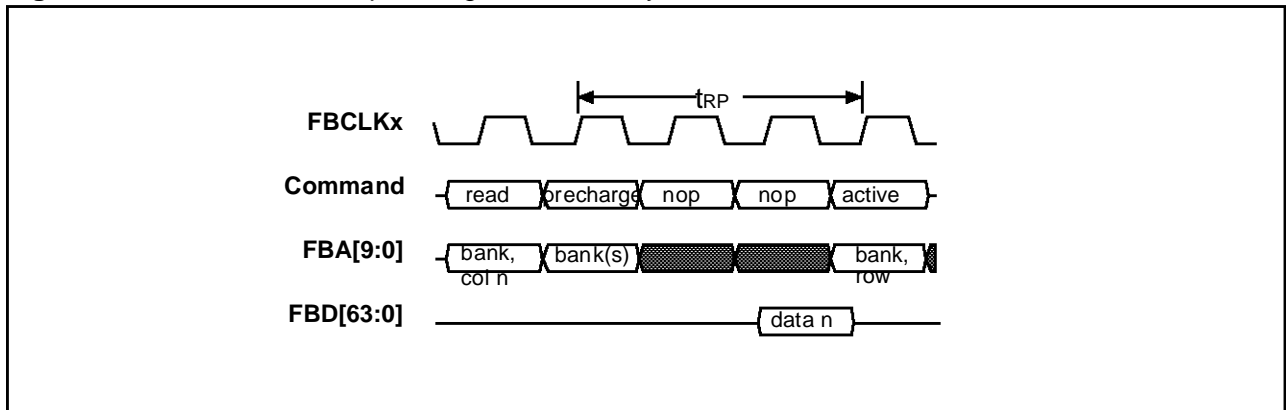 tRP
FBCLKx
Command
read precharge nop nop active
FBA[9:0]
bank, col n bank(s) bank, row
FBD[63:0]
data n